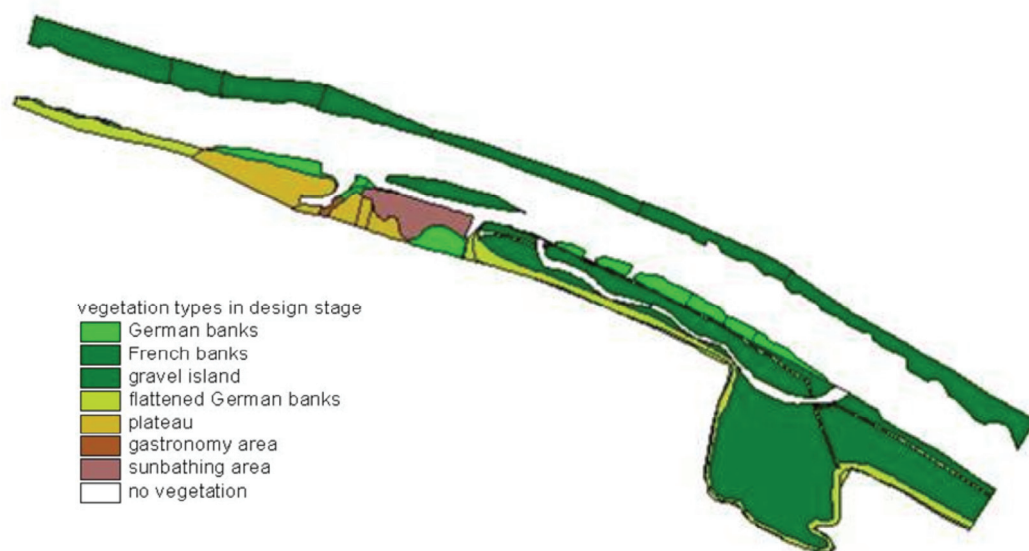 vegetation types in design stage
German banks
French banks
gravel island
flattened German banks
plateau
gastronomy area
sunbathing area
no vegetation